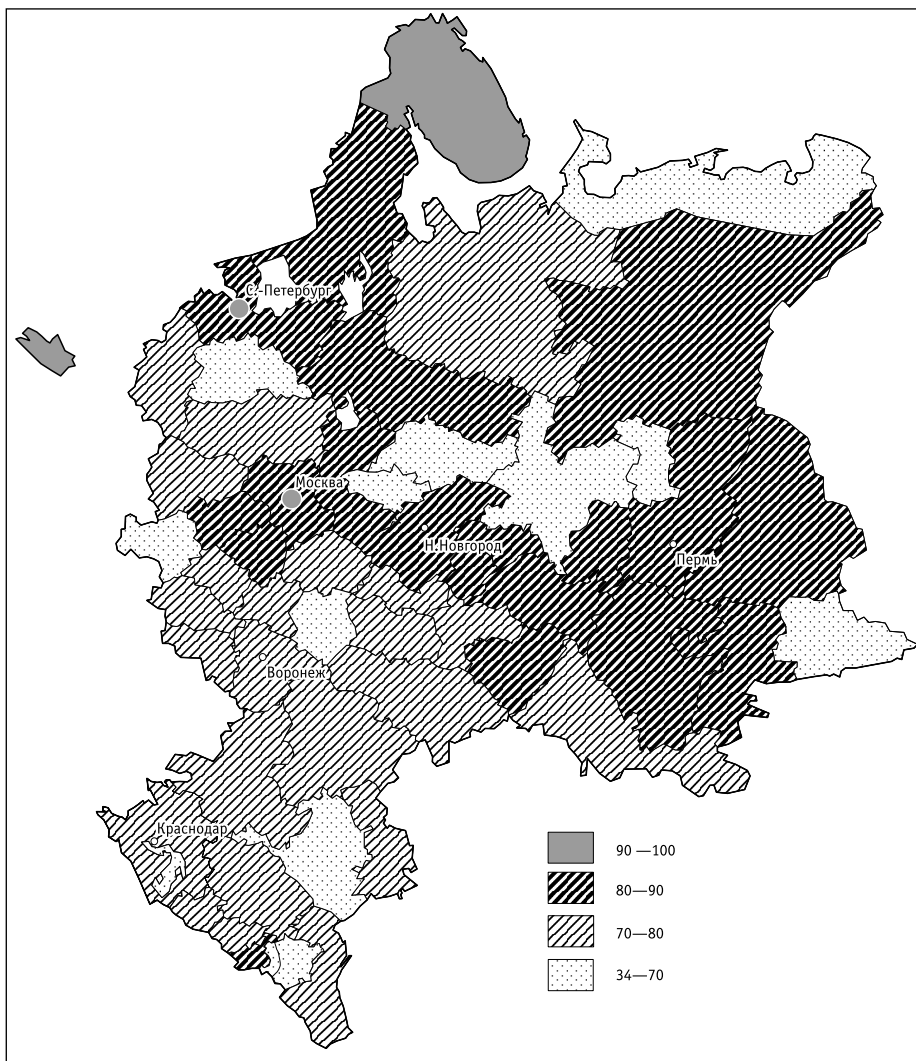 С.-Петербург
Москва
Н.Новгород
Пермь
Воронеж
Краснодар
90 —100
80—90
70—80
34—70